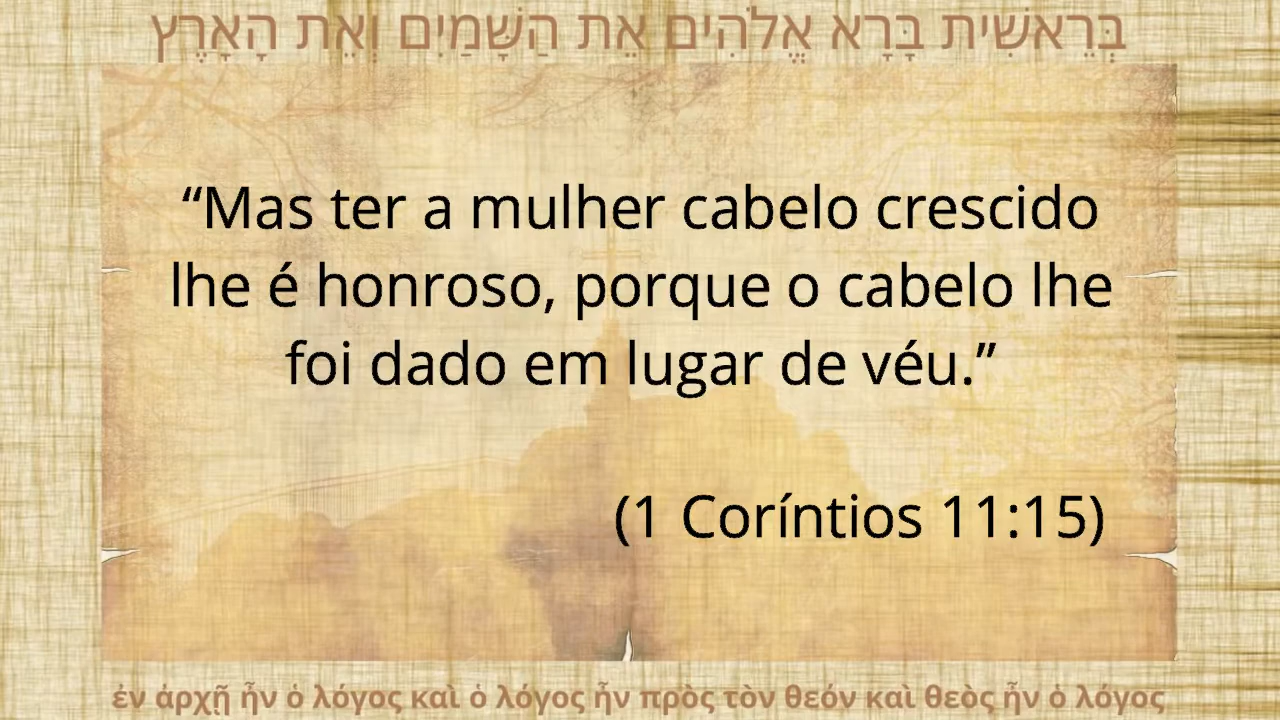 בְּרֵאשִׁית בָּרָא אֱלֹהִים אֵת הַשָּׁמַיִם וְאֵת הָאָרֶץ
“Mas ter a mulher cabelo crescido
lhe é honroso, porque o cabelo lhe
foi dado em lugar de véu.”
(1 Coríntios 11:15)
ἐν ἀρχῇ ἦν ὁ λόγος καὶ ὁ λόγος ἦν πρὸς τὸν θεόν καὶ θεὸς ἦν ὁ λόγος